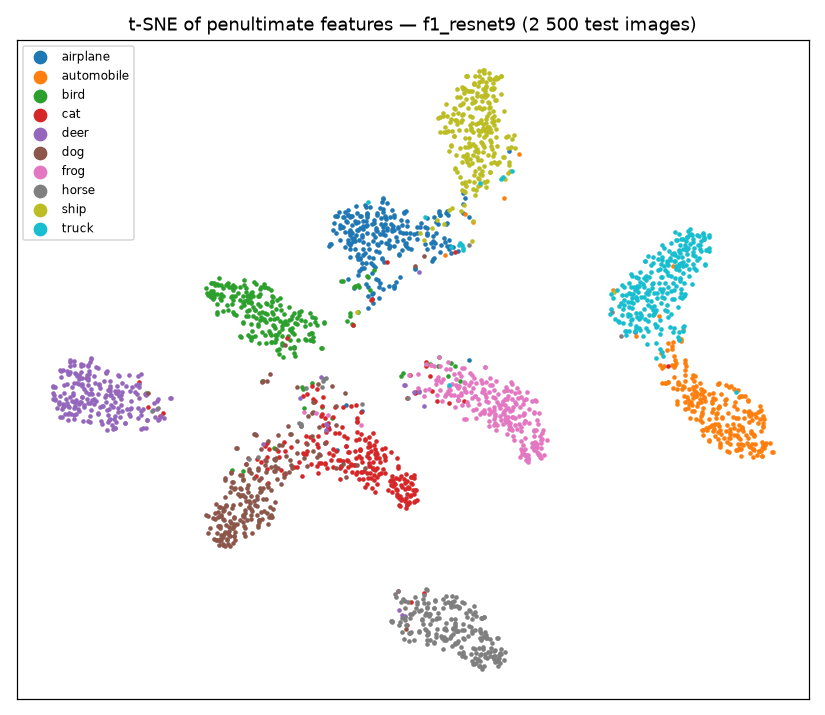 t-SNE of penultimate features — f1_resnet9 (2 500 test images)
airplane
automobile
bird
cat
deer
dog
frog
horse
ship
truck